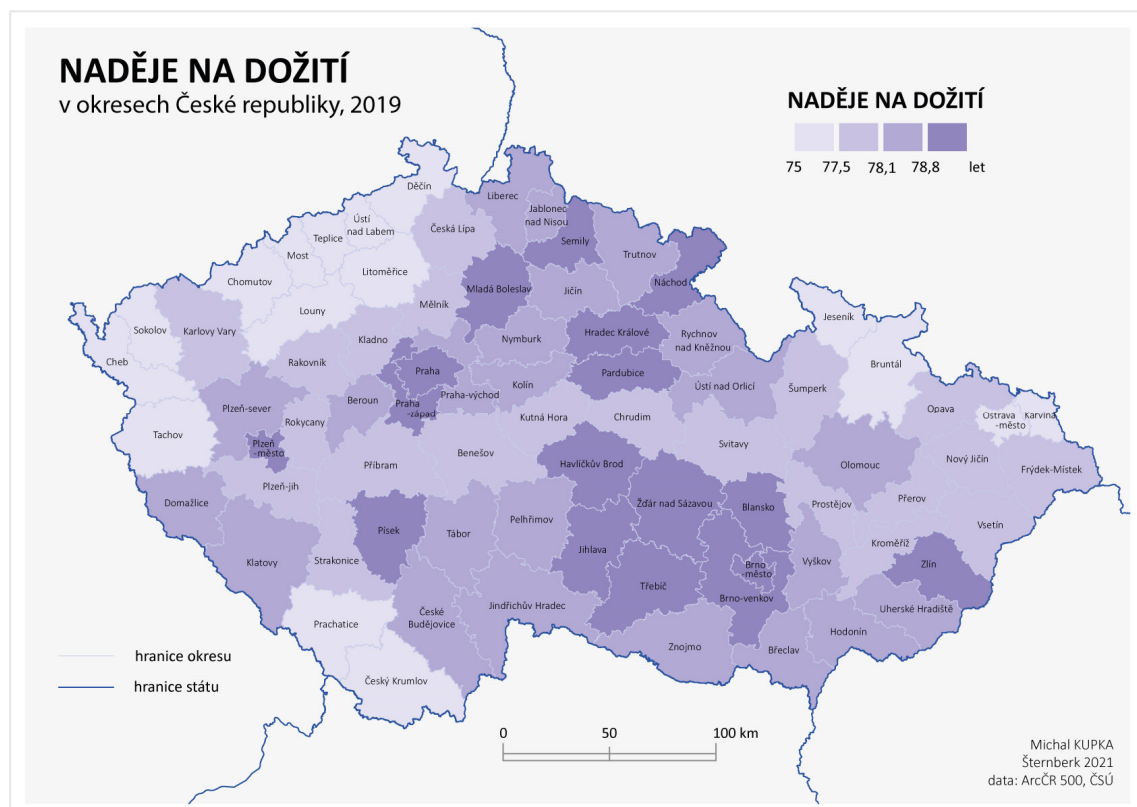 NADĚJE NA DOŽITÍ
v okresech České republiky, 2019
NADĚJE NA DOŽITÍ
75 77,5 78,1 78,8 let
Děčín
Liberec
Jablonec
nad Nisou
Ústí
nad Labem
Česká Lípa
Teplice
Semily
Most
Trutnov
Litoměřice
Chomutov
Náchod
Mladá Boleslav
Jičín
Mělník
Louny
Jeseník
Sokolov
Karlovy Vary
Hradec Králové
Rychnov
nad Kněžnou
Kladno
Nymburk
Cheb
Rakovník
Bruntál
Praha
Pardubice
Kolín
Ústí nad Orlicí
Šumperk
Praha-východ
Beroun
Praha
-západ
Plzeň-sever
Opava
Kutná Hora
Chrudim
Ostrava
-město
Karviná
Rokycany
Tachov
Svitavy
Plzeň
-město
Benešov
Nový Jičín
Příbram
Havlíčkův Brod
Olomouc
Frýdek-Místek
Plzeň-jih
Přerov
Domažlice
Žďár nad Sázavou
Blansko
Prostějov
Pelhřimov
Vsetín
Písek
Tábor
Kroměříž
Jihlava
Klatovy
Strakonice
Vyškov
Zlín
Brno
-město
Třebíč
Brno-venkov
Jindřichův Hradec
Uherské Hradiště
České
Budějovice
Prachatice
Hodonín
Znojmo
Břeclav
Český Krumlov
hranice okresu
hranice státu
0 50 100 km
Michal KUPKA
Šternberk 2021
data: ArcČR 500, ČSÚ